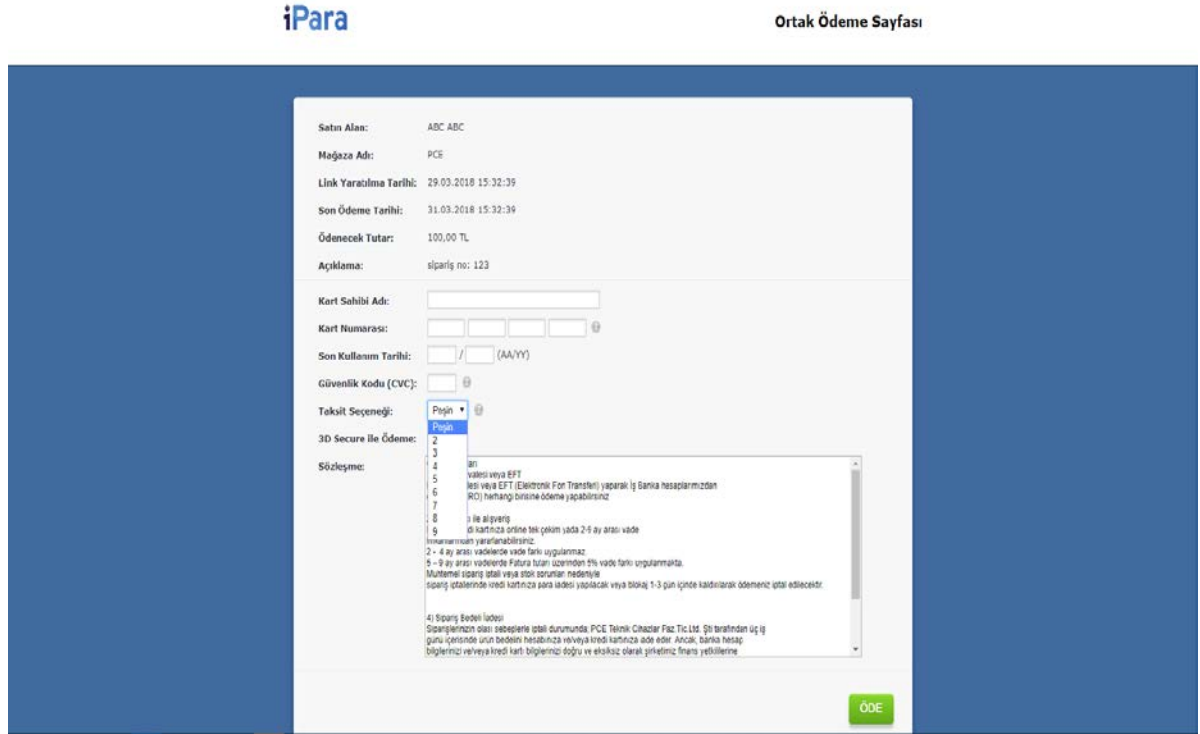 iPara
Ortak Ödeme Sayfası
Satın Alan: ABC ABC
Mağaza Adı: PCE
Link Yaratılma Tarihi: 29.03.2018 15:32:39
Son Ödeme Tarihi: 31.03.2018 15:32:39
Ödenecek Tutar: 100,00 TL
Açıklama: sipariş no: 123
Kart Sahibi Adı:
Kart Numarası:
Son Kullanım Tarihi: / (AA/YY)
Güvenlik Kodu (CVC):
Taksit Seçeneği: Peşin
Peşin
2
3
4
5
6
7
8
9
3D Secure ile Ödeme:
Sözleşme:
veya EFT
veya EFT (Elektronik Fon Transferi) yaparak İş Banka hesaplarımızdan
herhangi birisine ödeme yapabilirsiniz
ile alışveriş
kartınıza online tek çekim yada 2-9 ay arası vade
yararlanabilirsiniz.
2 - 4 ay arası vadelerde vade farkı uygulanmaz
5 - 9 ay arası vadelerde Fatura tutarı üzerinden 5% vade farkı uygulanmakta.
Muhtemel sipariş iptali veya stok sorunları nedeniyle
sipariş iptalerinde kredi kartınıza para iadesi yapılacak veya blokaj 1-3 gün içinde kaldırılarak ödemeniz iptal edilecektir.
4) Sipariş Bedeli İadesi
Siparişlerinizin olası sebeplerle iptali durumunda; PCE Teknik Cihazlar Paz.Tic.Ltd. Şti tarafından üç iş
günü içerisinde ürün bedelini hesabınıza ve/veya kredi kartınıza iade eder. Ancak, banka hesap
bilgilerinizi ve/veya kredi kartı bilgilerinizi doğru ve eksiksiz olarak şirketimiz finans yetkililerine
ÖDE